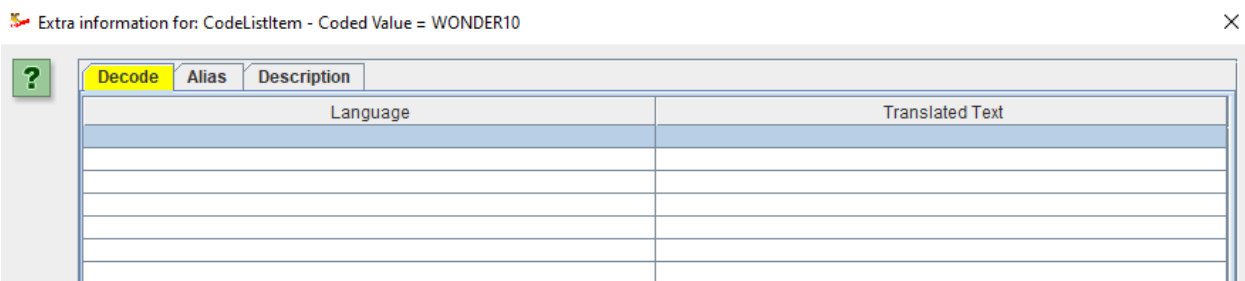 Extra information for: CodeListItem - Coded Value = WONDER10
?
Decode Alias Description
Language Translated Text